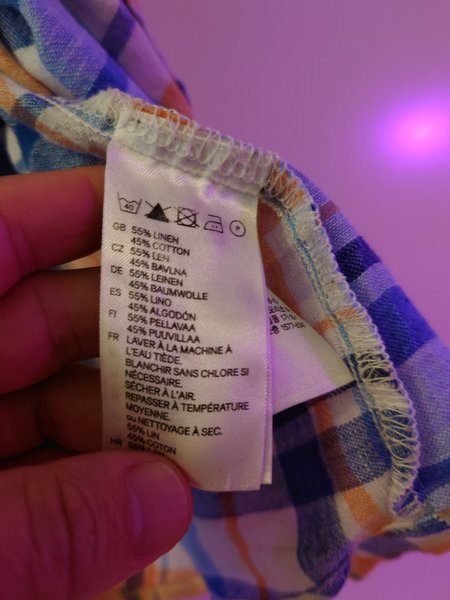 40
P
GB 55% LINEN
45% COTTON
CZ 55% LEN
45% BAVLNA
DE 55% LEINEN
45% BAUMWOLLE
ES 55% LINO
45% ALGODÓN
FI 55% PELLAVAA
45% PUUVILLAA
FR LAVER À LA MACHINE À
L'EAU TIÈDE.
BLANCHIR SANS CHLORE SI
NÉCESSAIRE.
SÉCHER À L'AIR.
REPASSER À TEMPÉRATURE
MOYENNE.
ou NETTOYAGE À SEC.
55% LIN
45% COTON
HR 55%